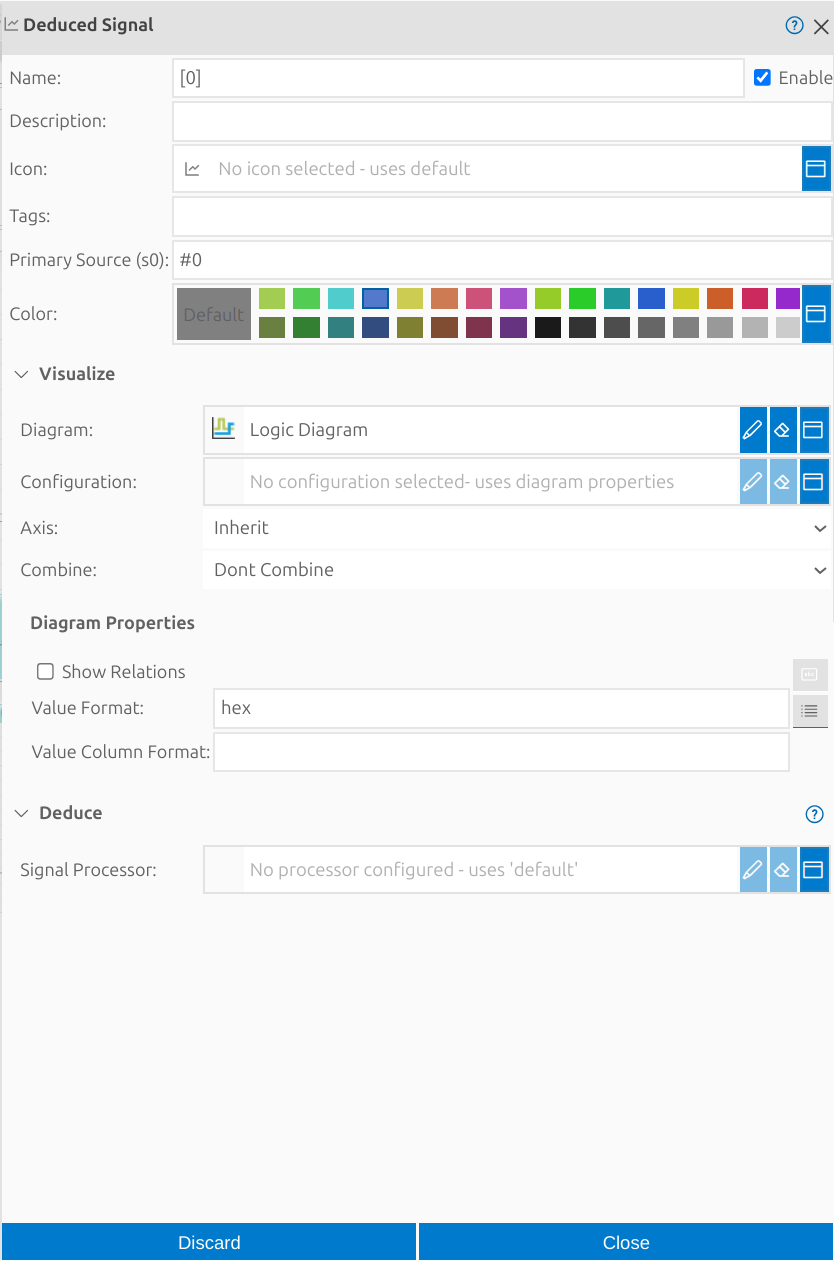 Deduced Signal
Name: [0] Enable
Description:
Icon: No icon selected - uses default
Tags:
Primary Source (s0): #0
Color: Default
Visualize
Diagram: Logic Diagram
Configuration: No configuration selected- uses diagram properties
Axis: Inherit
Combine: Dont Combine
Diagram Properties
Show Relations
Value Format: hex
Value Column Format:
Deduce
Signal Processor: No processor configured - uses 'default'
Discard Close